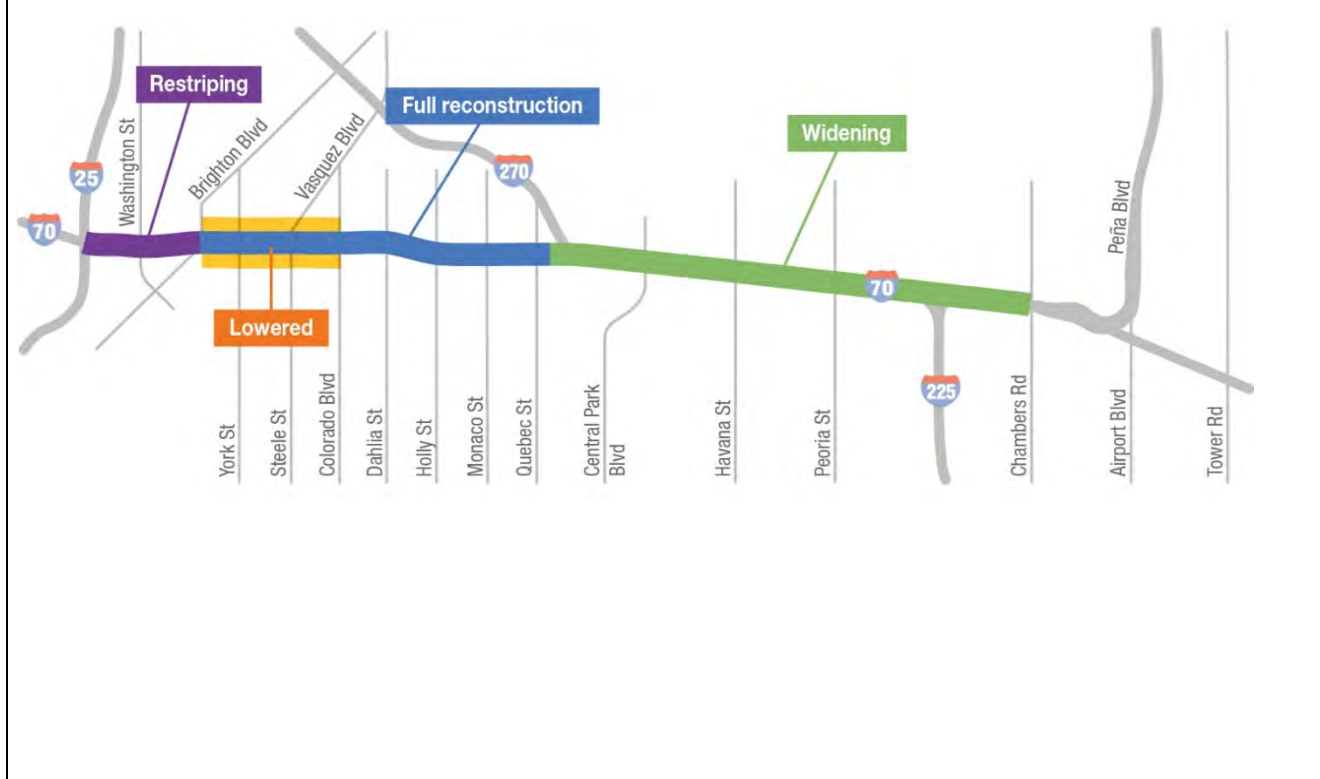 Restriping
Full reconstruction
Widening
Lowered
25
70
270
70
225
Washington St
Brighton Blvd
Vasquez Blvd
Peña Blvd
York St
Steele St
Colorado Blvd
Dahlia St
Holly St
Monaco St
Quebec St
Central Park
Blvd
Havana St
Peoria St
Chambers Rd
Airport Blvd
Tower Rd